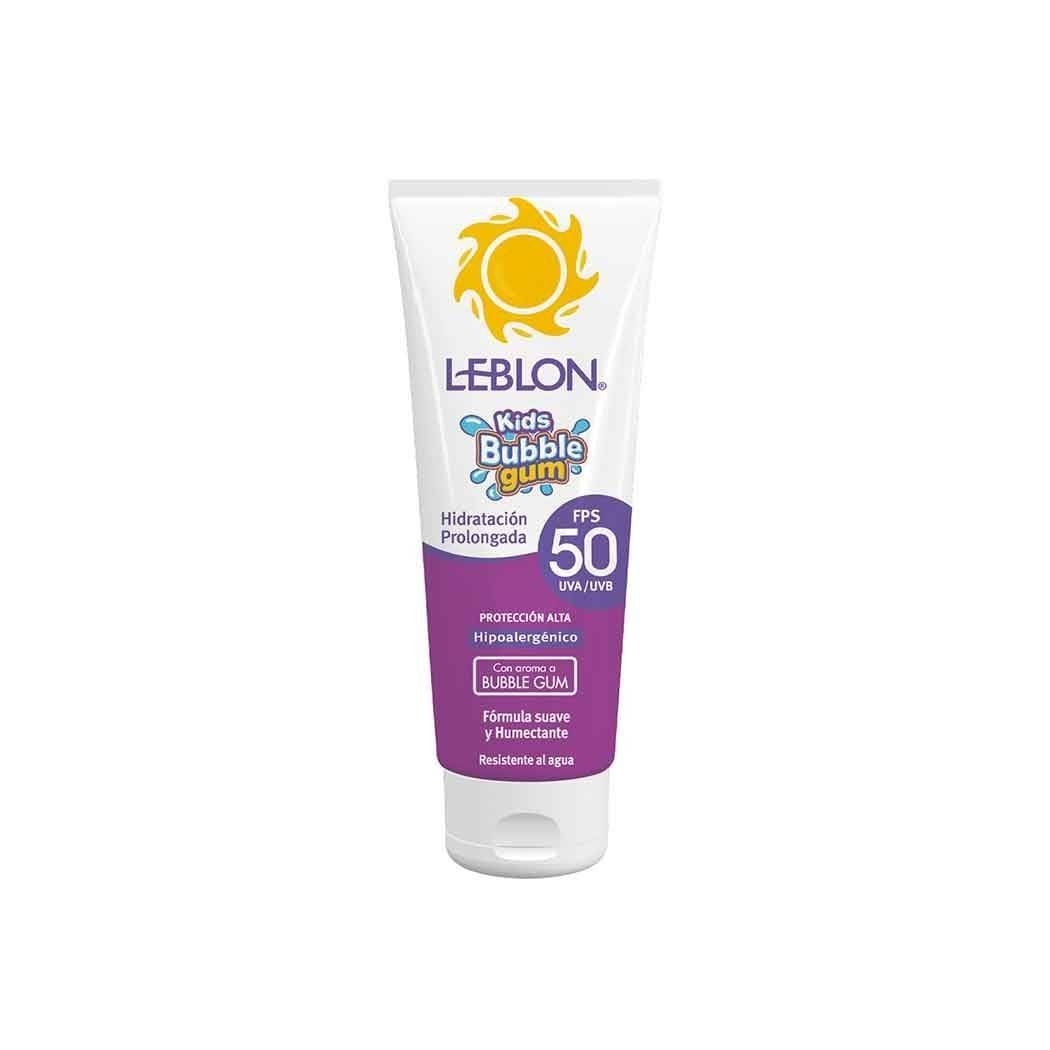 LEBLON®
Kids
Bubble
gum
Hidratación
Prolongada
FPS
50
UVA/UVB
PROTECCIÓN ALTA
Hipoalergénico
Con aroma a
BUBBLE GUM
Fórmula suave
y Humectante
Resistente al agua